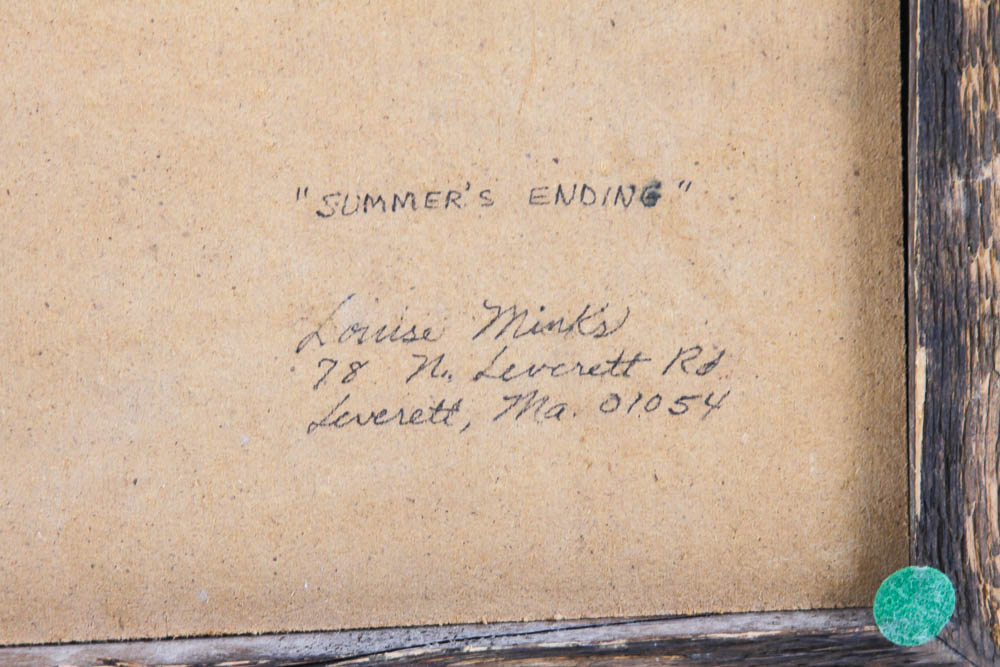 "SUMMER'S ENDING"
Louise Minks
78 N. Leverett Rd
Leverett, Ma. 01054